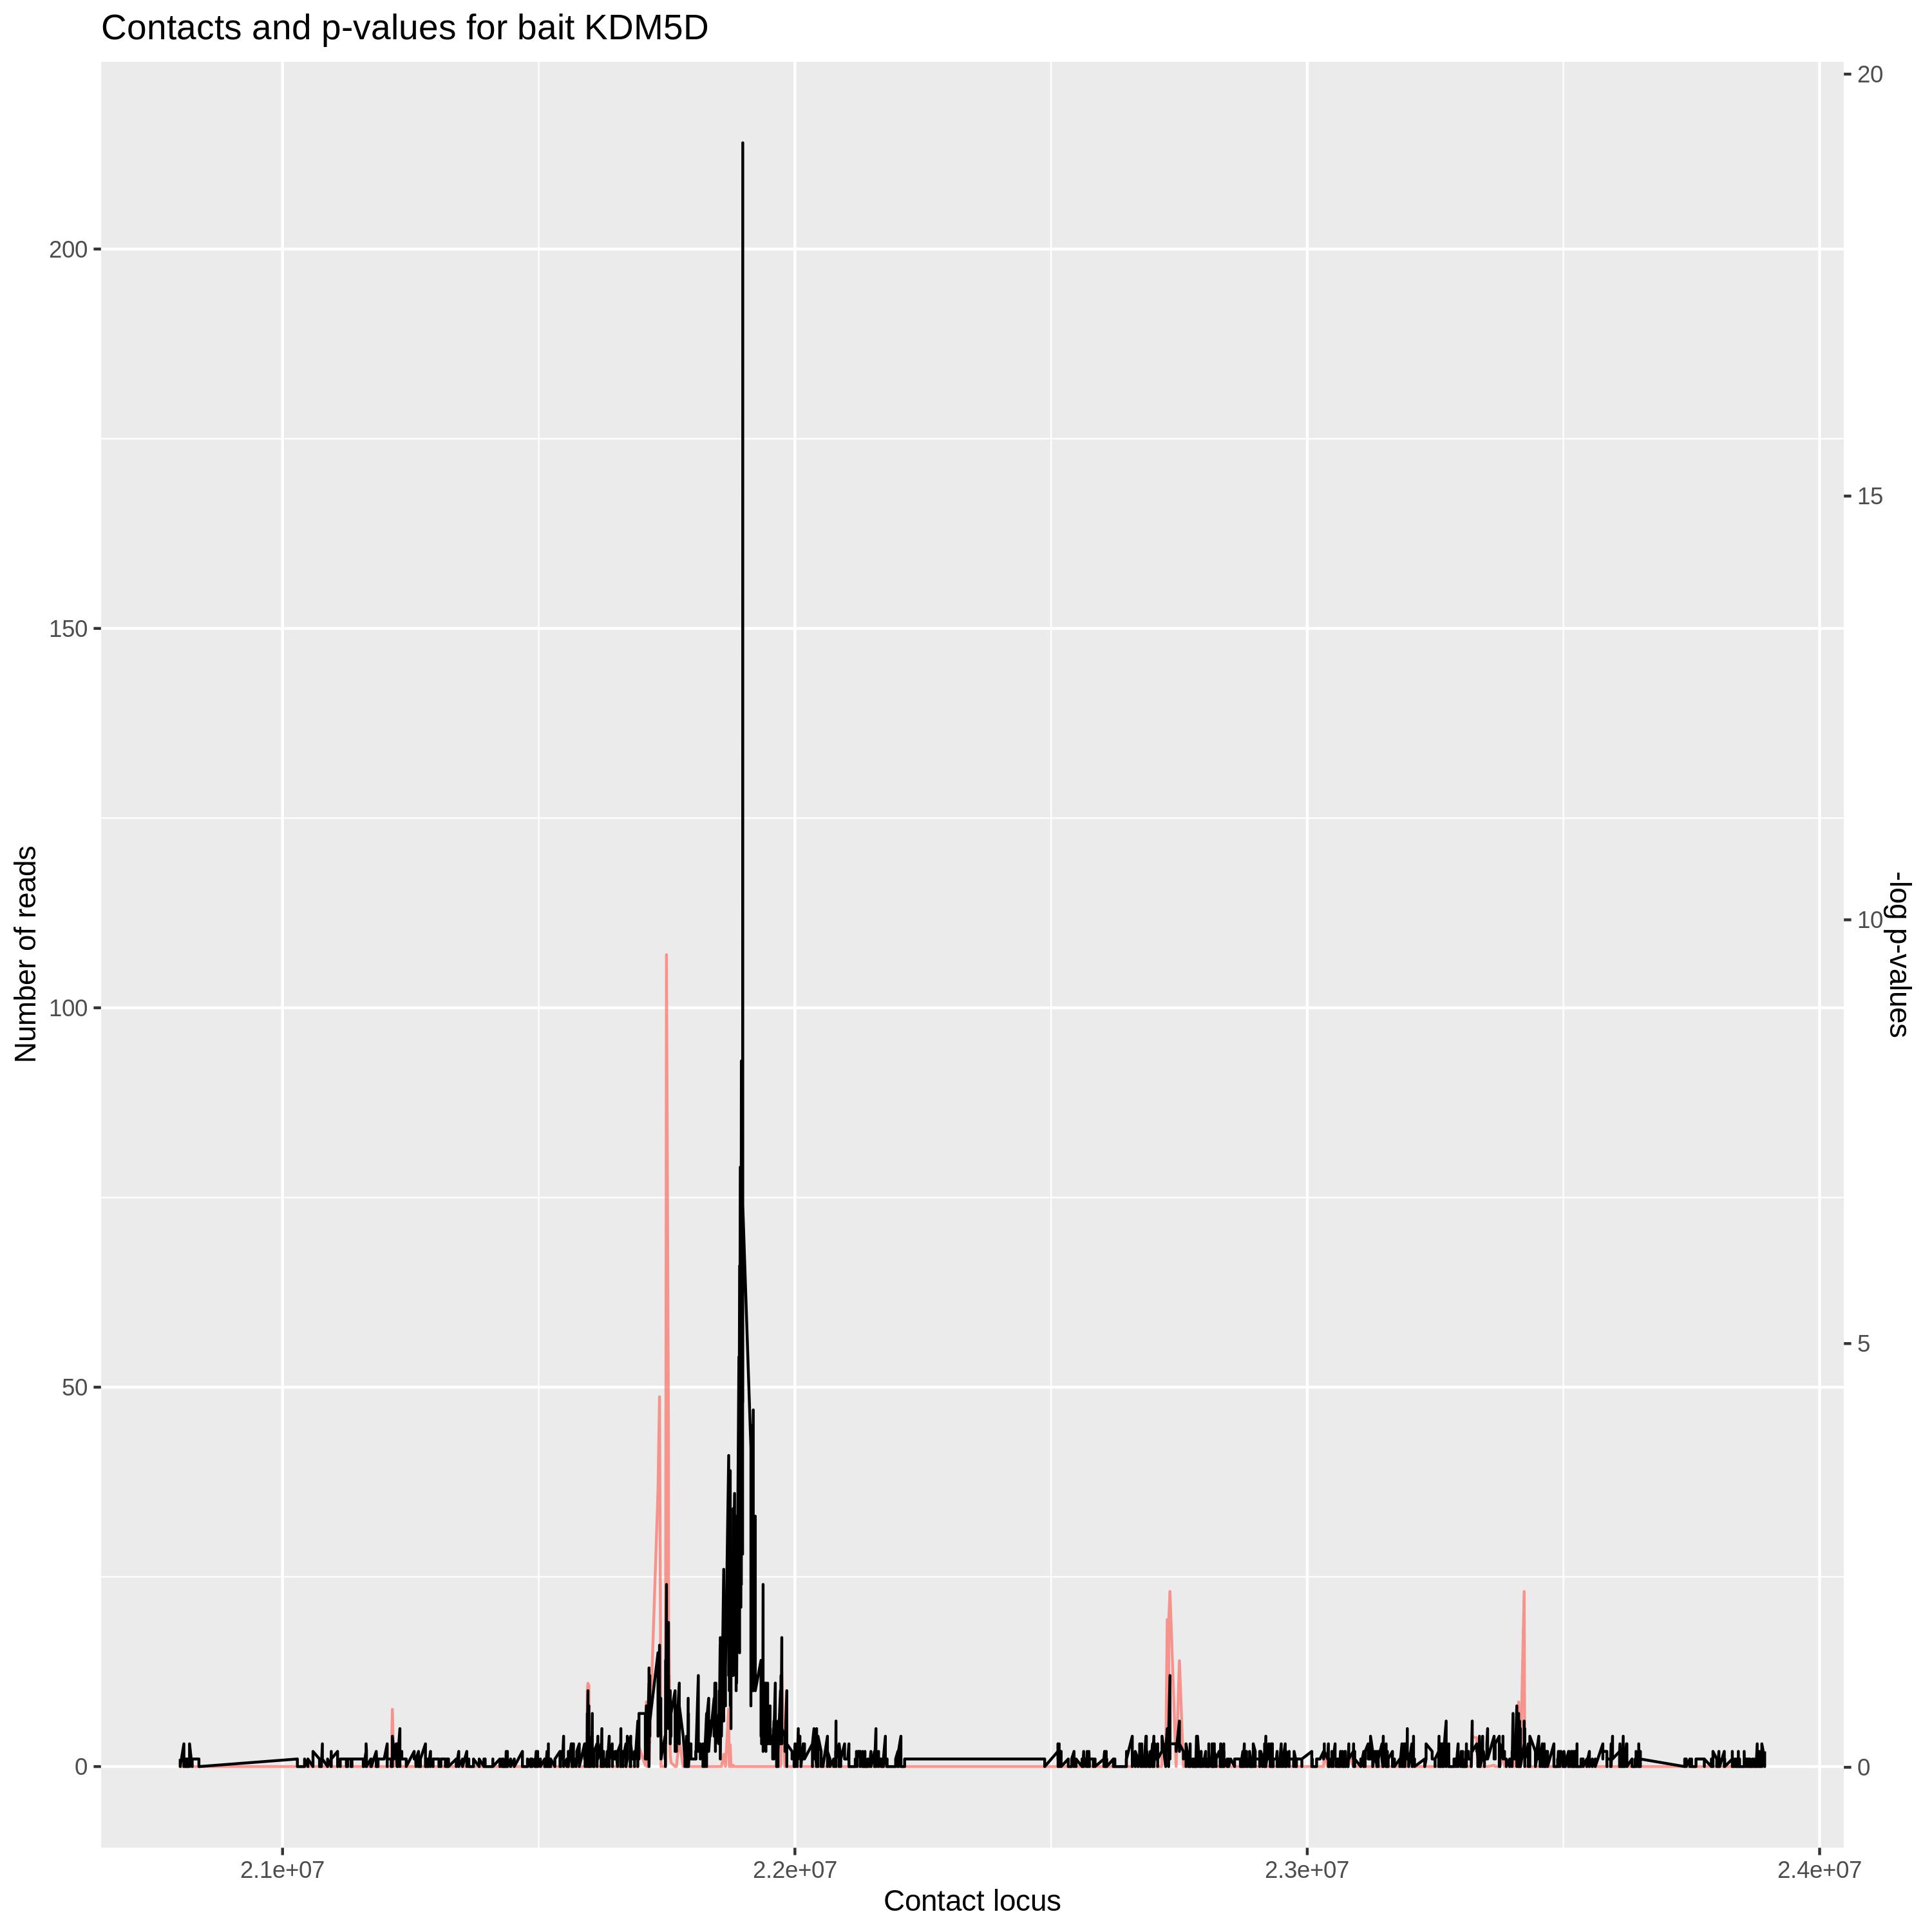 Contacts and p-values for bait KDM5D
20
200
15
150
Number of reads
10
-log p-values
100
5
50
0
0
2.1e+07
2.2e+07
2.3e+07
2.4e+07
Contact locus